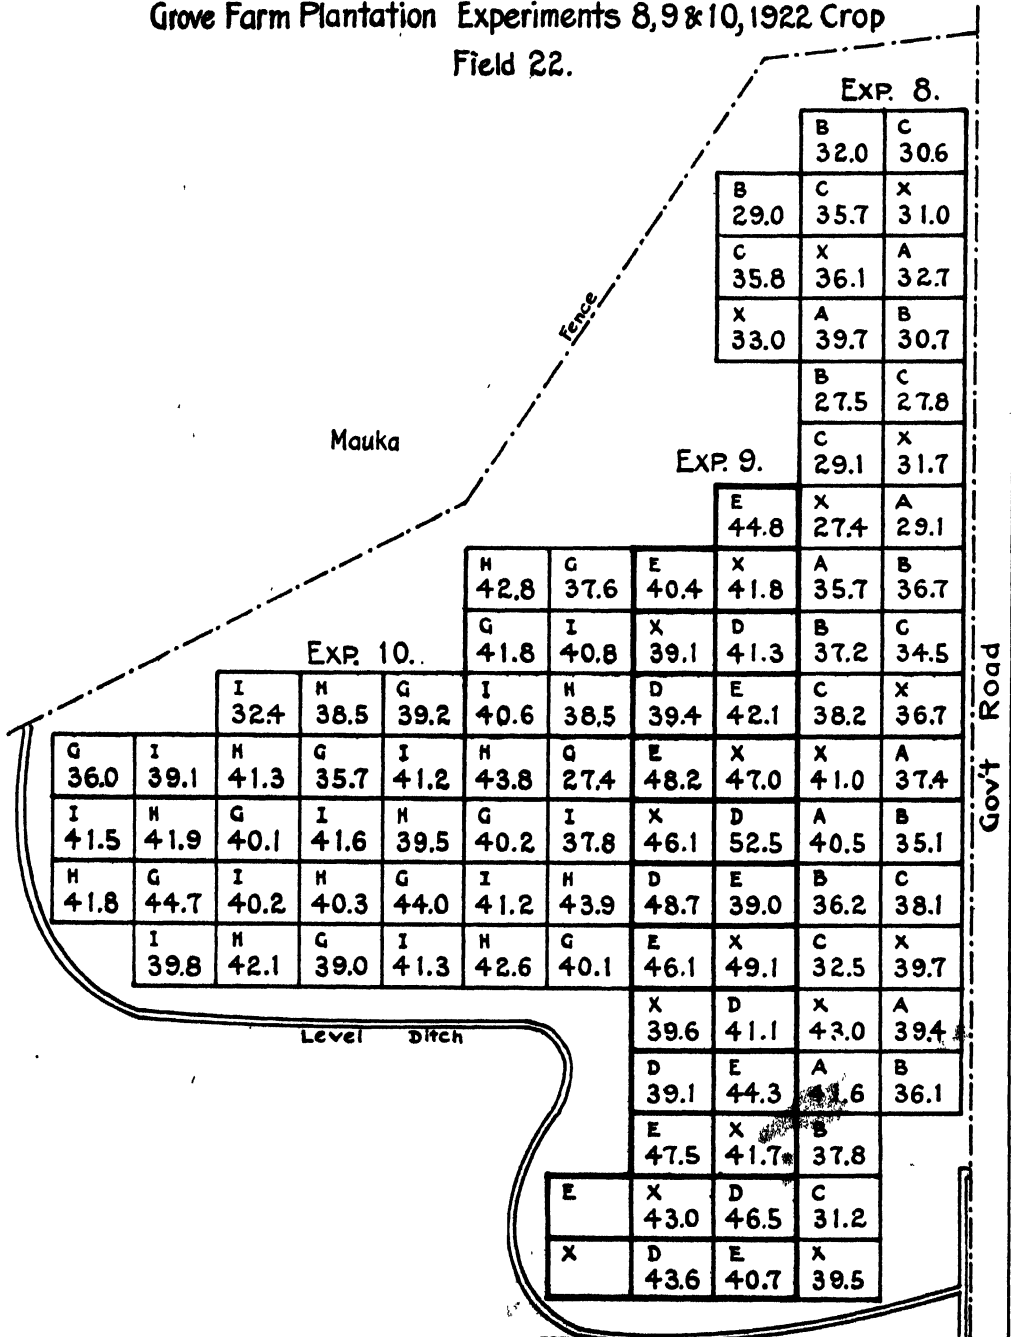 Grove Farm Plantation Experiments 8, 9 & 10, 1922 Crop
Field 22.
Exp. 8.
B C
32.0 30.6
B C X
29.0 35.7 31.0
C X A
35.8 36.1 32.7
X A B
33.0 39.7 30.7
Fence
B C
27.5 27.8
Mauka
C X
29.1 31.7
Exp. 9.
E X A
44.8 27.4 29.1
H G E X A B
42.8 37.6 40.4 41.8 35.7 36.7
G I X D B C
41.8 40.8 39.1 41.3 37.2 34.5
Exp. 10.
I H G I H D E C X
32.4 38.5 39.2 40.6 38.5 39.4 42.1 38.2 36.7
Gov't Road
G I H G I H G E X X A
36.0 39.1 41.3 35.7 41.2 43.8 27.4 48.2 47.0 41.0 37.4
I H G I H G I X D A B
41.5 41.9 40.1 41.6 39.5 40.2 37.8 46.1 52.5 40.5 35.1
H G I H G I H D E B C
41.8 44.7 40.2 40.3 44.0 41.2 43.9 48.7 39.0 36.2 38.1
I H G I H G E X C X
39.8 42.1 39.0 41.3 42.6 40.1 46.1 49.1 32.5 39.7
X D X A
39.6 41.1 43.0 39.4
Level Ditch
D E A B
39.1 44.3 36.1
E X B
47.5 41.7 37.8
E X D C
43.0 46.5 31.2
X D E X
43.6 40.7 39.5